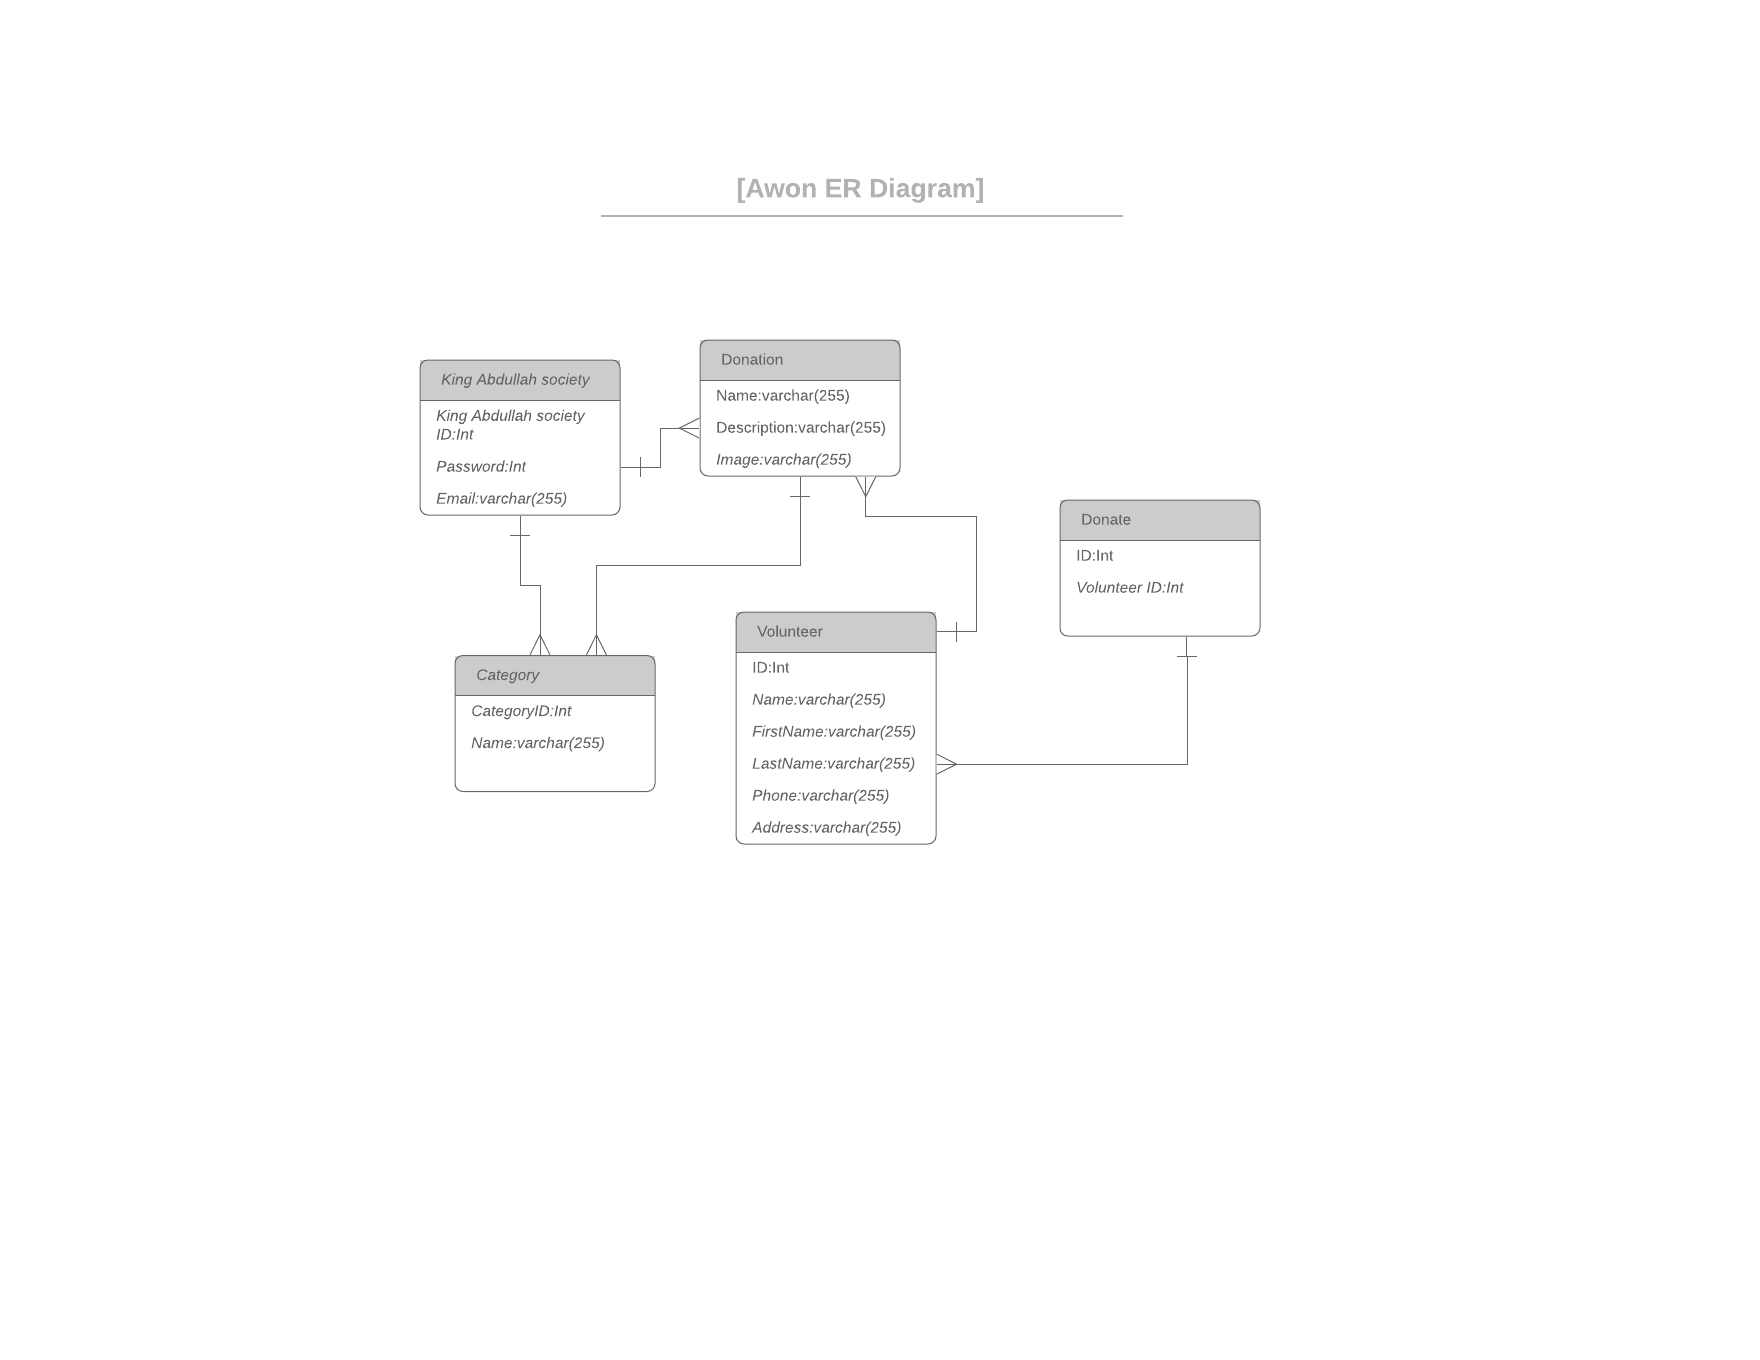 [Awon ER Diagram]
King Abdullah society
King Abdullah society
ID:Int
Password:Int
Email:varchar(255)
Donation
Name:varchar(255)
Description:varchar(255)
Image:varchar(255)
Donate
ID:Int
Volunteer ID:Int
Category
CategoryID:Int
Name:varchar(255)
Volunteer
ID:Int
Name:varchar(255)
FirstName:varchar(255)
LastName:varchar(255)
Phone:varchar(255)
Address:varchar(255)